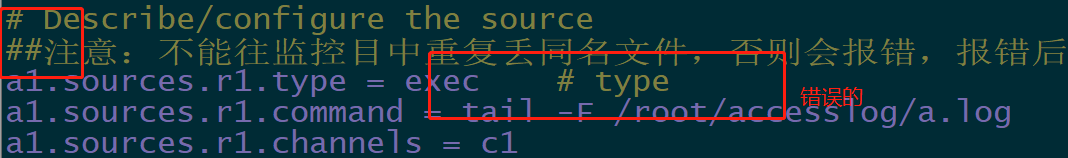 # Describe/configure the source
##注意：不能往监控目中重复丢同名文件，否则会报错，报错后
a1.sources.r1.type = exec    # type
错误的
a1.sources.r1.command = tail -F /root/accesslog/a.log
a1.sources.r1.channels = c1